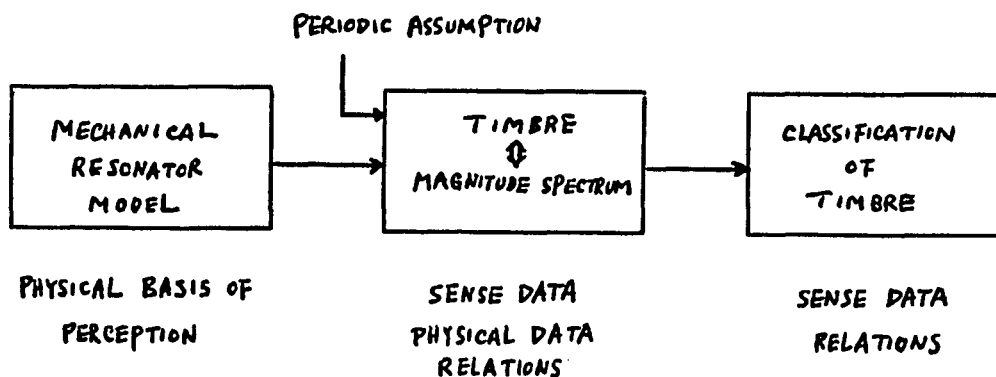 PERIODIC ASSUMPTION
MECHANICAL
RESONATOR
MODEL
TIMBRE
⇕
MAGNITUDE SPECTRUM
CLASSIFICATION
OF
TIMBRE
PHYSICAL BASIS OF
PERCEPTION
SENSE DATA
PHYSICAL DATA
RELATIONS
SENSE DATA
RELATIONS